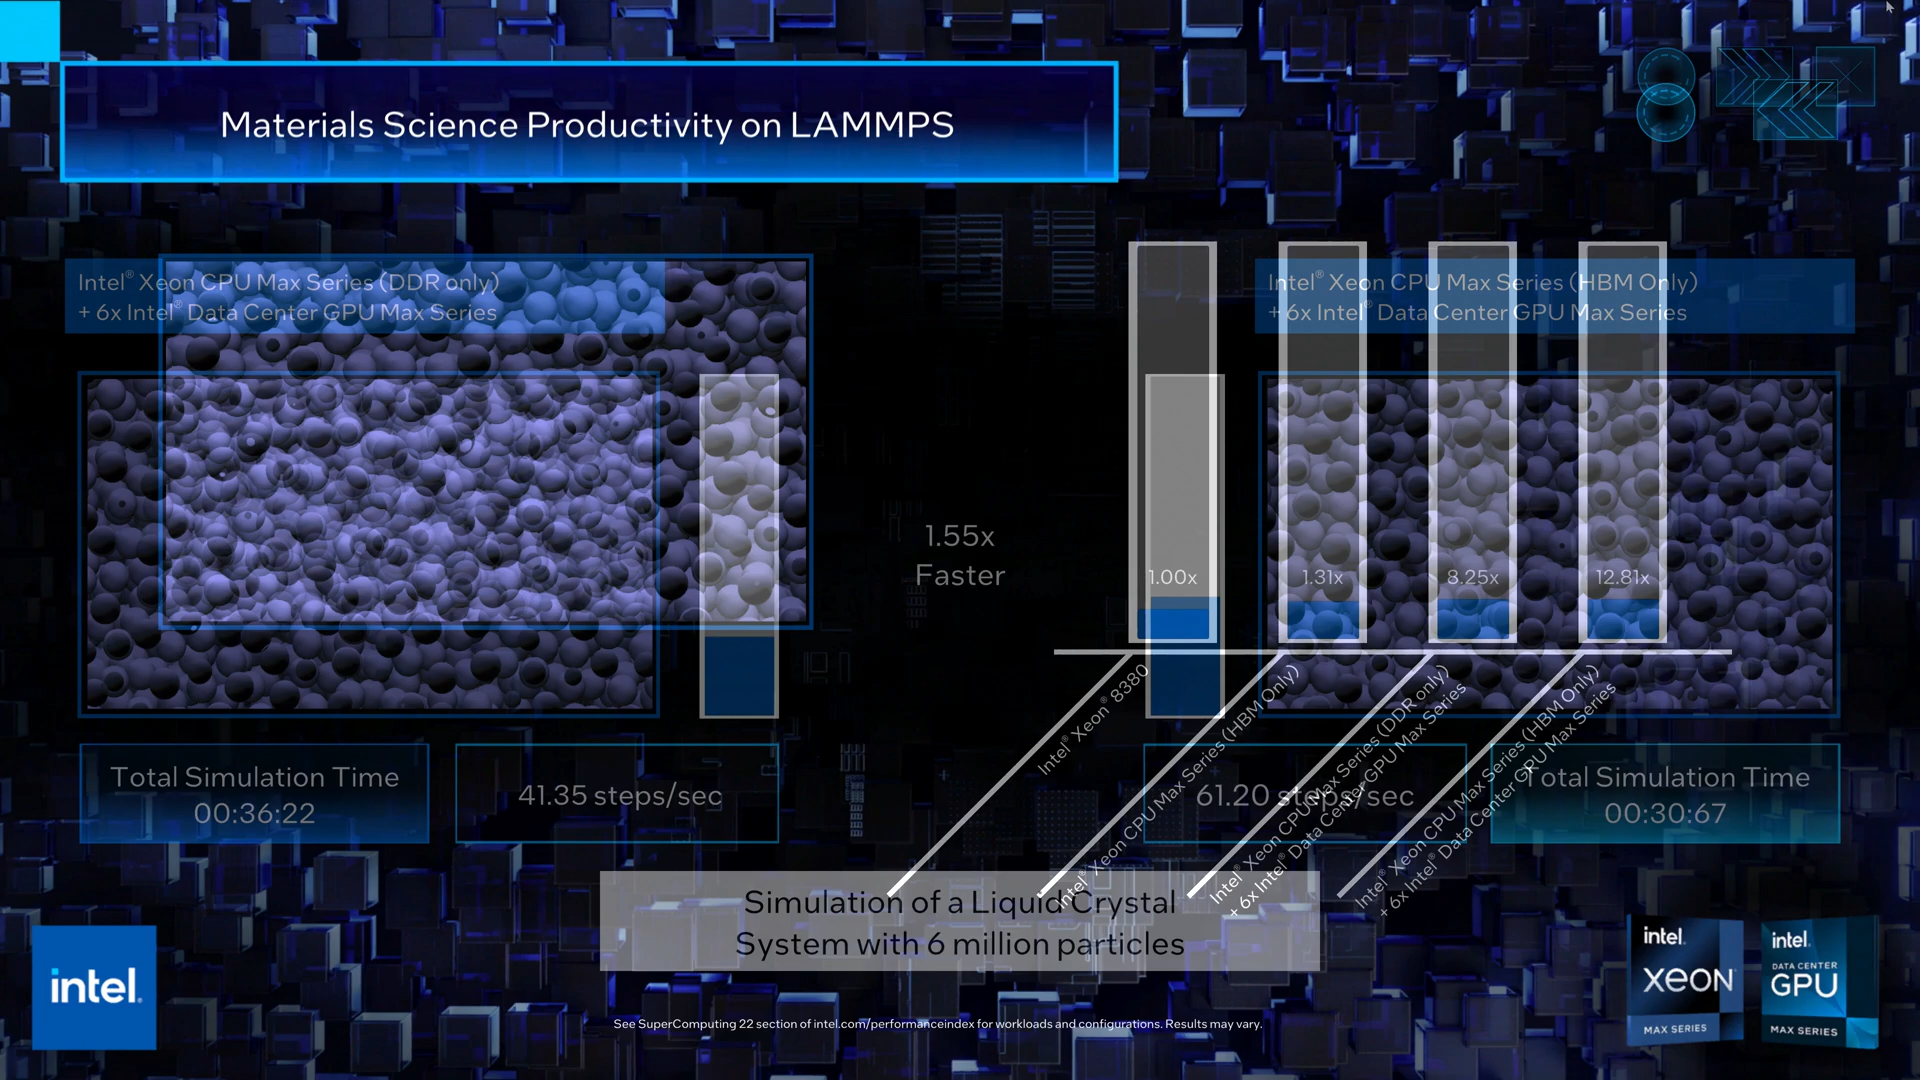 Materials Science Productivity on LAMMPS
Intel® Xeon CPU Max Series (DDR only)
+ 6x Intel® Data Center GPU Max Series
Intel® Xeon CPU Max Series (HBM Only)
+ 6x Intel® Data Center GPU Max Series
1.55x
Faster
1.00x
1.31x
8.25x
12.81x
Intel® Xeon® 8380
Intel® Xeon CPU Max Series (HBM Only)
Intel® Xeon CPU Max Series (DDR only)
+ 6x Intel® Data Center GPU Max Series
Intel® Xeon CPU Max Series (HBM Only)
+ 6x Intel® Data Center GPU Max Series
Total Simulation Time
00:36:22
41.35 steps/sec
61.20 steps/sec
Total Simulation Time
00:30:67
Simulation of a Liquid Crystal
System with 6 million particles
intel.
intel.
XEON
MAX SERIES
intel.
DATA CENTER
GPU
MAX SERIES
See SuperComputing 22 section of intel.com/performanceindex for workloads and configurations. Results may vary.